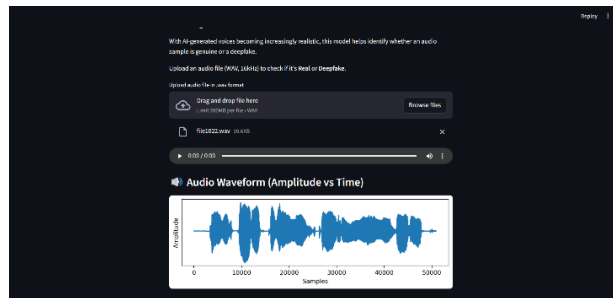 Deploy
With AI-generated voices becoming increasingly realistic, this model helps identify whether an audio
sample is genuine or a deepfake.
Upload an audio file (WAV, 16kHz) to check if it's Real or Deepfake.
Upload audio file in .wav format
Drag and drop file here
Limit 200MB per file • WAV
Browse files
file1022.wav
0:03 / 0:03
Audio Waveform (Amplitude vs Time)
Amplitude
0 10000 20000 30000 40000 50000
Samples